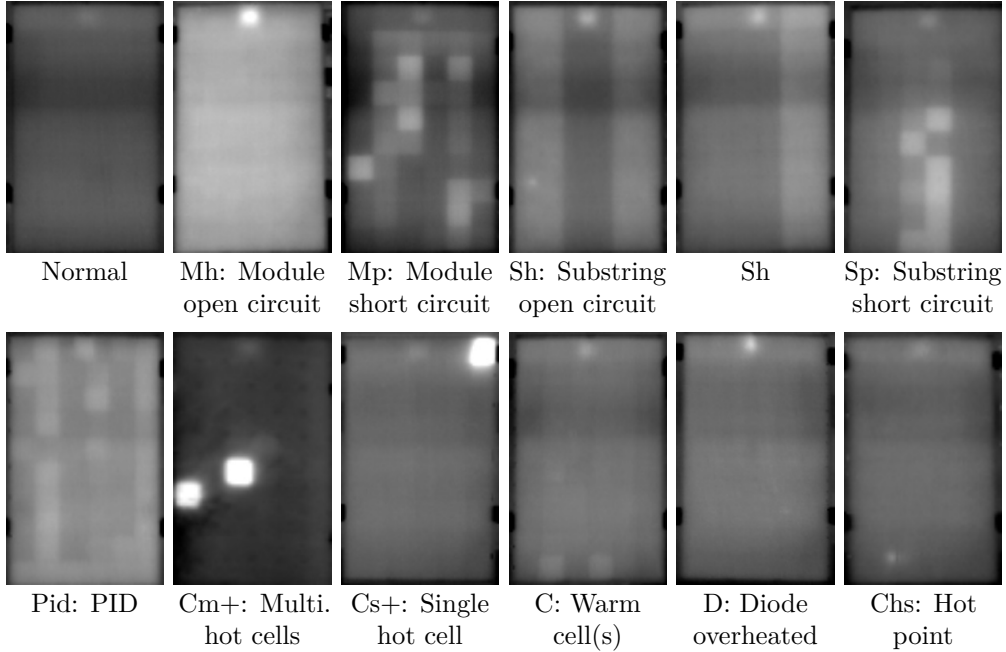 Normal
Mh: Module
open circuit
Mp: Module
short circuit
Sh: Substring
open circuit
Sh
Sp: Substring
short circuit
Pid: PID
Cm+: Multi.
hot cells
Cs+: Single
hot cell
C: Warm
cell(s)
D: Diode
overheated
Chs: Hot
point